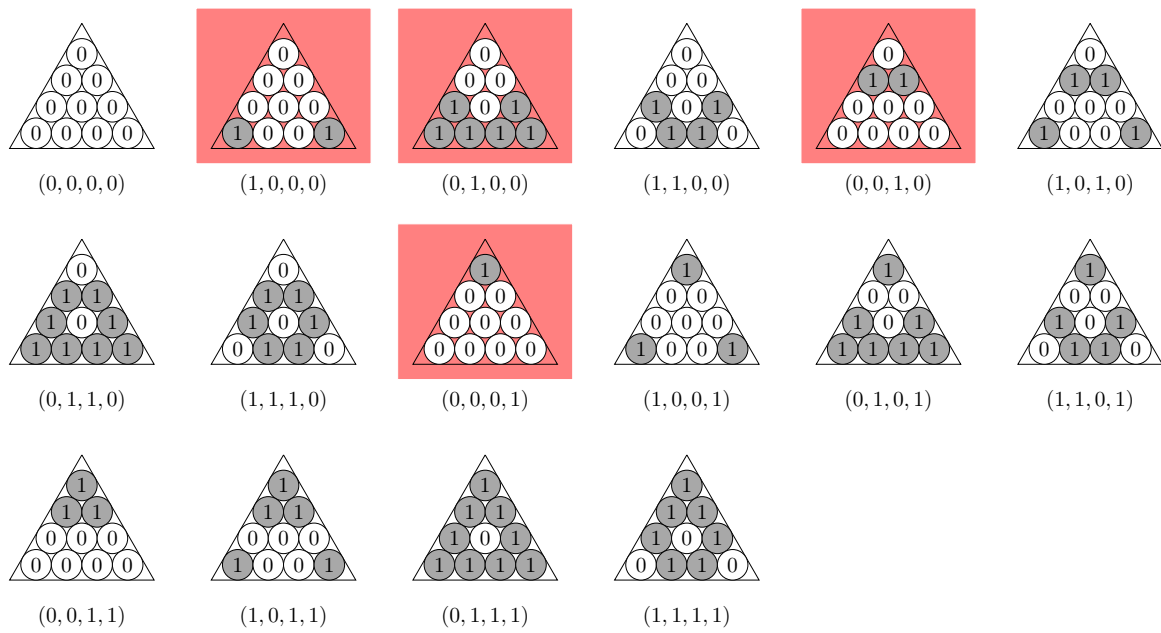 0
0 0
0 0 0
0 0 0 0
(0, 0, 0, 0)
0
0 0
0 0 0
1 0 0 1
(1, 0, 0, 0)
0
0 0
1 0 1
1 1 1 1
(0, 1, 0, 0)
0
0 0
1 0 1
0 1 1 0
(1, 1, 0, 0)
0
1 1
0 0 0
0 0 0 0
(0, 0, 1, 0)
0
1 1
0 0 0
1 0 0 1
(1, 0, 1, 0)
0
1 1
1 0 1
1 1 1 1
(0, 1, 1, 0)
0
1 1
1 0 1
0 1 1 0
(1, 1, 1, 0)
1
0 0
0 0 0
0 0 0 0
(0, 0, 0, 1)
1
0 0
0 0 0
1 0 0 1
(1, 0, 0, 1)
1
0 0
1 0 1
1 1 1 1
(0, 1, 0, 1)
1
0 0
1 0 1
0 1 1 0
(1, 1, 0, 1)
1
1 1
0 0 0
0 0 0 0
(0, 0, 1, 1)
1
1 1
0 0 0
1 0 0 1
(1, 0, 1, 1)
1
1 1
1 0 1
1 1 1 1
(0, 1, 1, 1)
1
1 1
1 0 1
0 1 1 0
(1, 1, 1, 1)